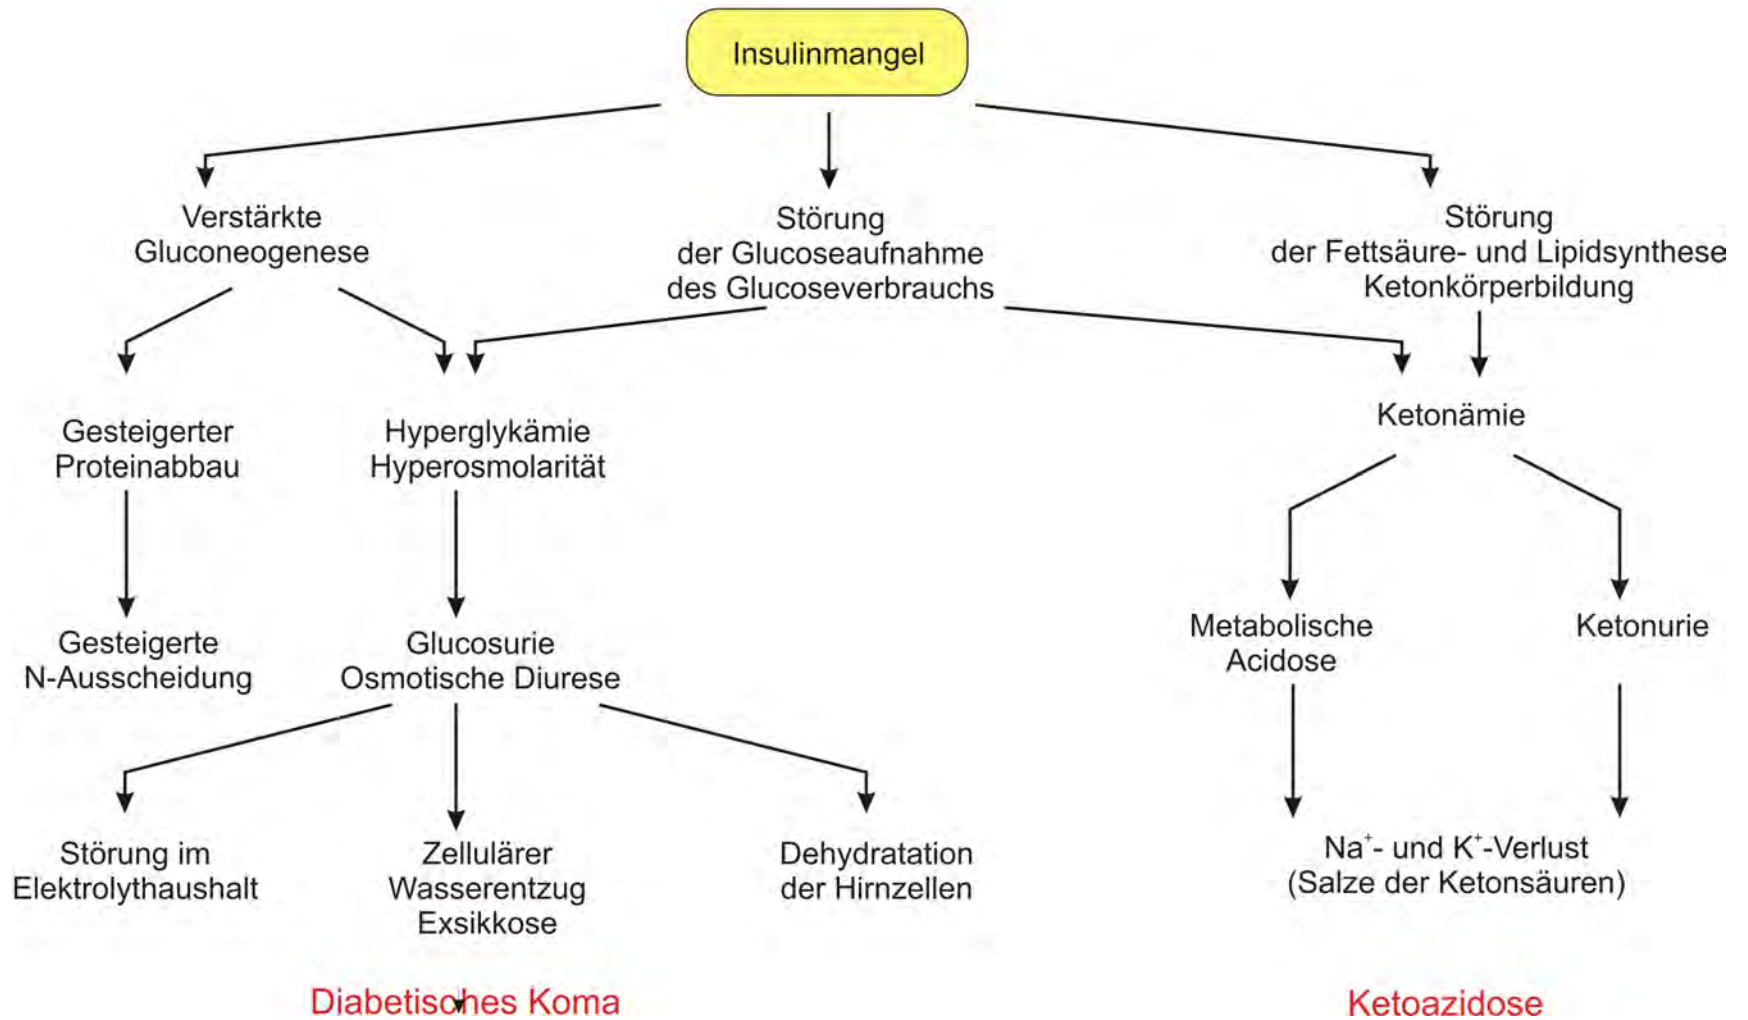 Insulinmangel
Verstärkte
Gluconeogenese
Störung
der Glucoseaufnahme
des Glucoseverbrauchs
Störung
der Fettsäure- und Lipidsynthese
Ketonkörperbildung
Gesteigerter
Proteinabbau
Hyperglykämie
Hyperosmolarität
Ketonämie
Gesteigerte
N-Ausscheidung
Glucosurie
Osmotische Diurese
Metabolische
Acidose
Ketonurie
Störung im
Elektrolythaushalt
Zellulärer
Wasserentzug
Exsikkose
Dehydratation
der Hirnzellen
Na⁺- und K⁺-Verlust
(Salze der Ketonsäuren)
Diabetisches Koma
Ketoazidose